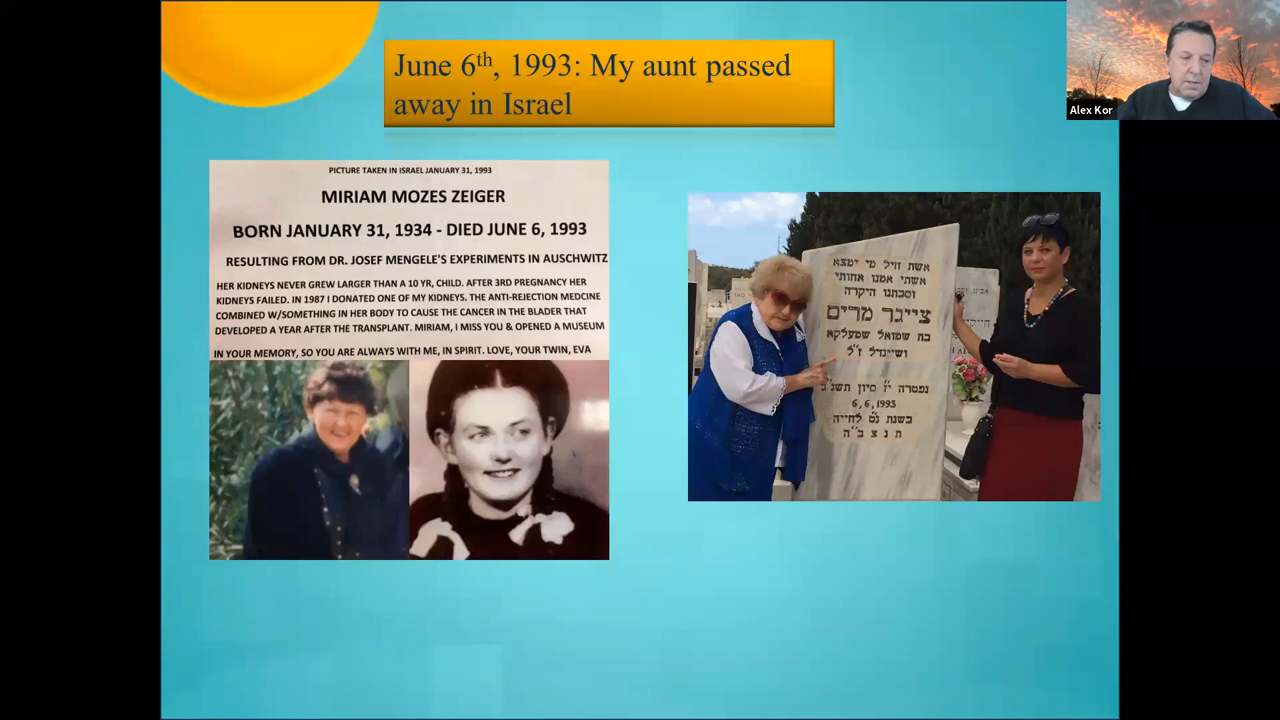 June 6th, 1993: My aunt passed
away in Israel
Alex Kor
PICTURE TAKEN IN ISRAEL JANUARY 31, 1993
MIRIAM MOZES ZEIGER
BORN JANUARY 31, 1934 - DIED JUNE 6, 1993
RESULTING FROM DR. JOSEF MENGELE'S EXPERIMENTS IN AUSCHWITZ
HER KIDNEYS NEVER GREW LARGER THAN A 10 YR, CHILD. AFTER 3RD PREGNANCY HER
KIDNEYS FAILED. IN 1987 I DONATED ONE OF MY KIDNEYS. THE ANTI-REJECTION MEDCINE
COMBINED W/SOMETHING IN HER BODY TO CAUSE THE CANCER IN THE BLADER THAT
DEVELOPED A YEAR AFTER THE TRANSPLANT. MIRIAM, I MISS YOU & OPENED A MUSEUM
IN YOUR MEMORY, SO YOU ARE ALWAYS WITH ME, IN SPIRIT. LOVE, YOUR TWIN, EVA
אשת חיל מי ימצא
אשתי אמנו אחותי
וסבתנו היקרה
צייגר מרים
בת שמואל שמעלקא
ושיינדל ז"ל
נפטרה י"ז סיון תשנ"ג
6,6,1993
בשנת נ"ט לחייה
ת נ צ ב"ה